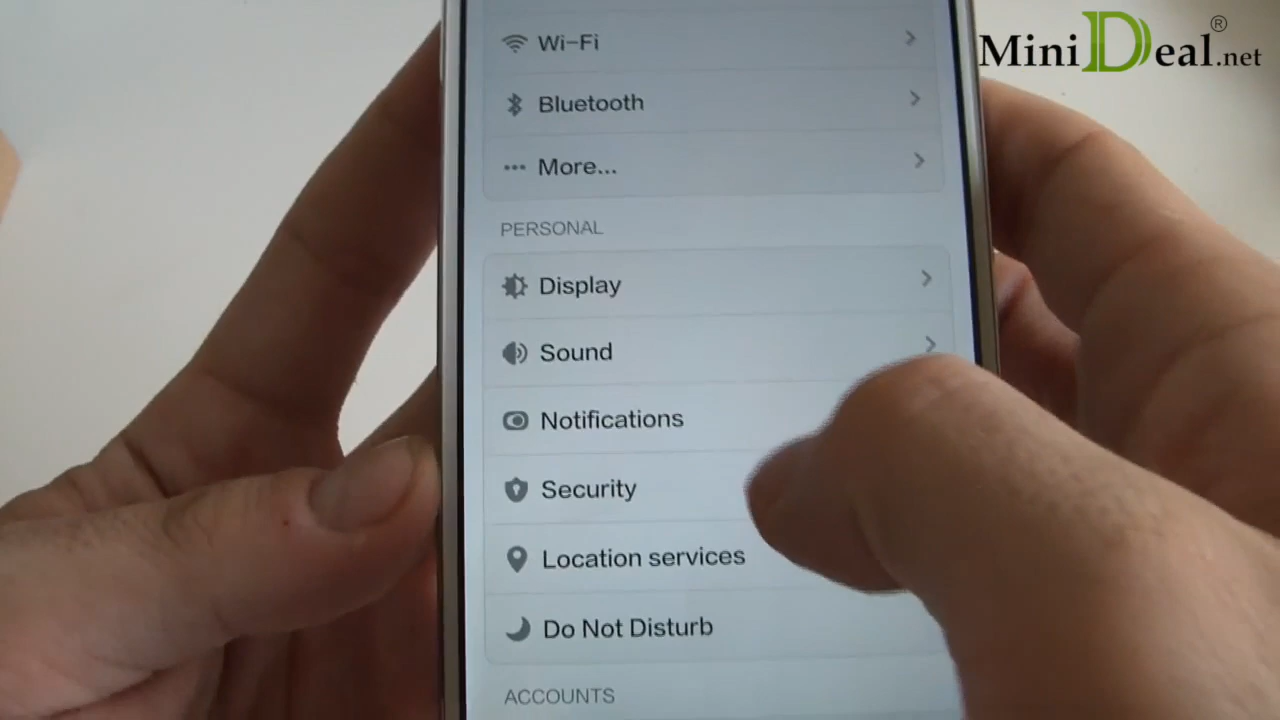 MiniDeal.net®
Wi-Fi
Bluetooth
More...
PERSONAL
Display
Sound
Notifications
Security
Location services
Do Not Disturb
ACCOUNTS